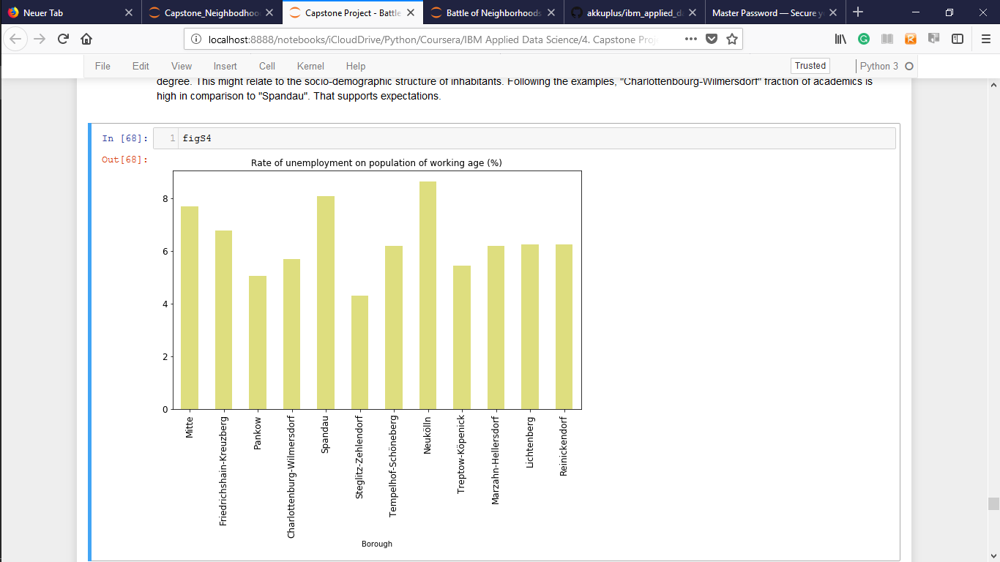 Neuer Tab
Capstone_Neighbodhoo
Capstone Project - Battle
Battle of Neighborhoods
akkuplus/ibm_applied_da
Master Password — Secure y
localhost:8888/notebooks/iCloudDrive/Python/Coursera/IBM Applied Data Science/4. Capstone Proj
File Edit View Insert Cell Kernel Help Trusted Python 3
degree. This might relate to the socio-demographic structure of inhabitants. Following the examples, "Charlottenbourg-Wilmersdorf" fraction of academics is
high in comparison to "Spandau". That supports expectations.
In [68]: 1 figS4
Out[68]:
Rate of unemployment on population of working age (%)
8
6
4
2
0
Mitte
Friedrichshain-Kreuzberg
Pankow
Charlottenburg-Wilmersdorf
Spandau
Steglitz-Zehlendorf
Tempelhof-Schöneberg
Neukölln
Treptow-Köpenick
Marzahn-Hellersdorf
Lichtenberg
Reinickendorf
Borough